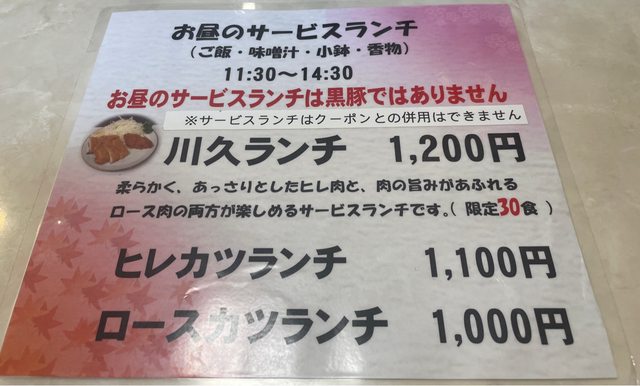 お昼のサービスランチ
（ご飯・味噌汁・小鉢・香物）
11:30〜14:30
お昼のサービスランチは黒豚ではありません
※サービスランチはクーポンとの併用はできません
川久ランチ 1,200円
柔らかく、あっさりとしたヒレ肉と、肉の旨みがあふれる
ロース肉の両方が楽しめるサービスランチです。（ 限定30食 ）
ヒレカツランチ 1,100円
ロースカツランチ 1,000円